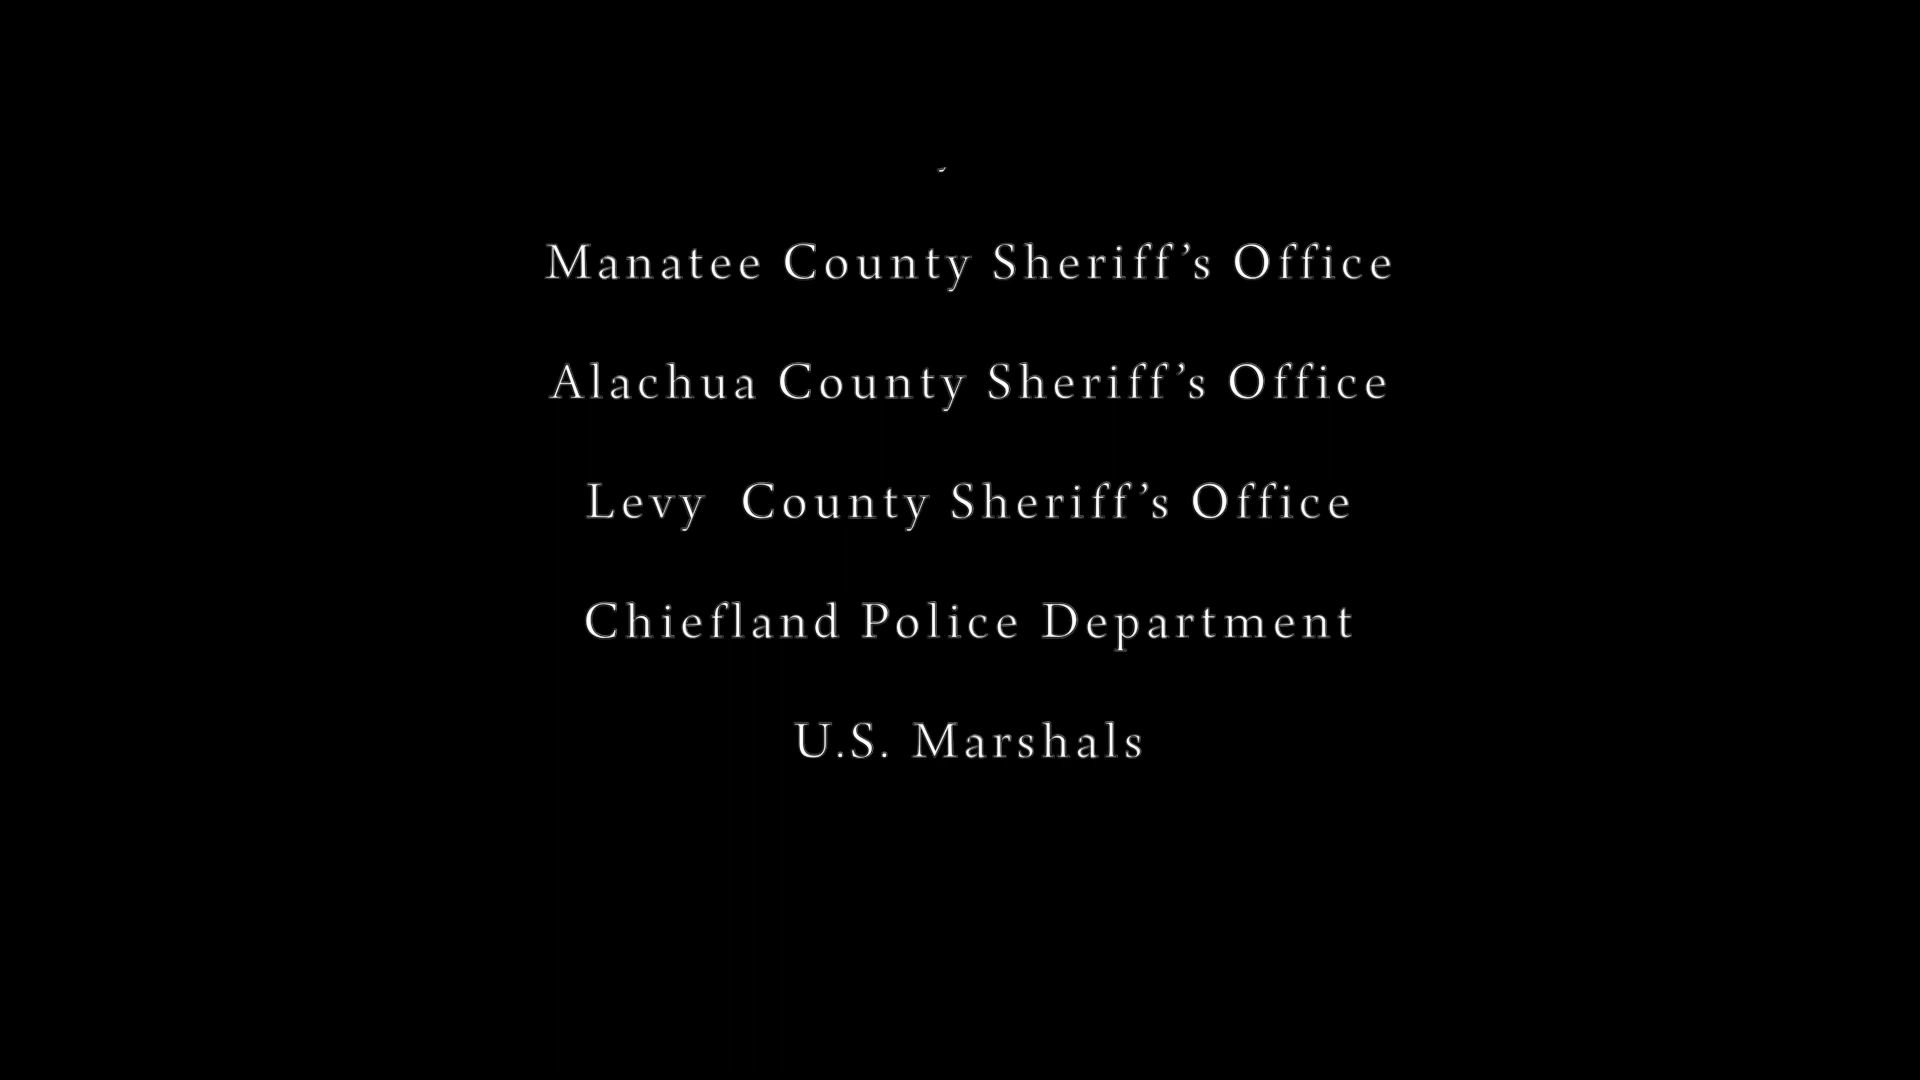 Manatee County Sheriff’s Office
Alachua County Sheriff’s Office
Levy  County Sheriff’s Office
Chiefland Police Department
U.S. Marshals